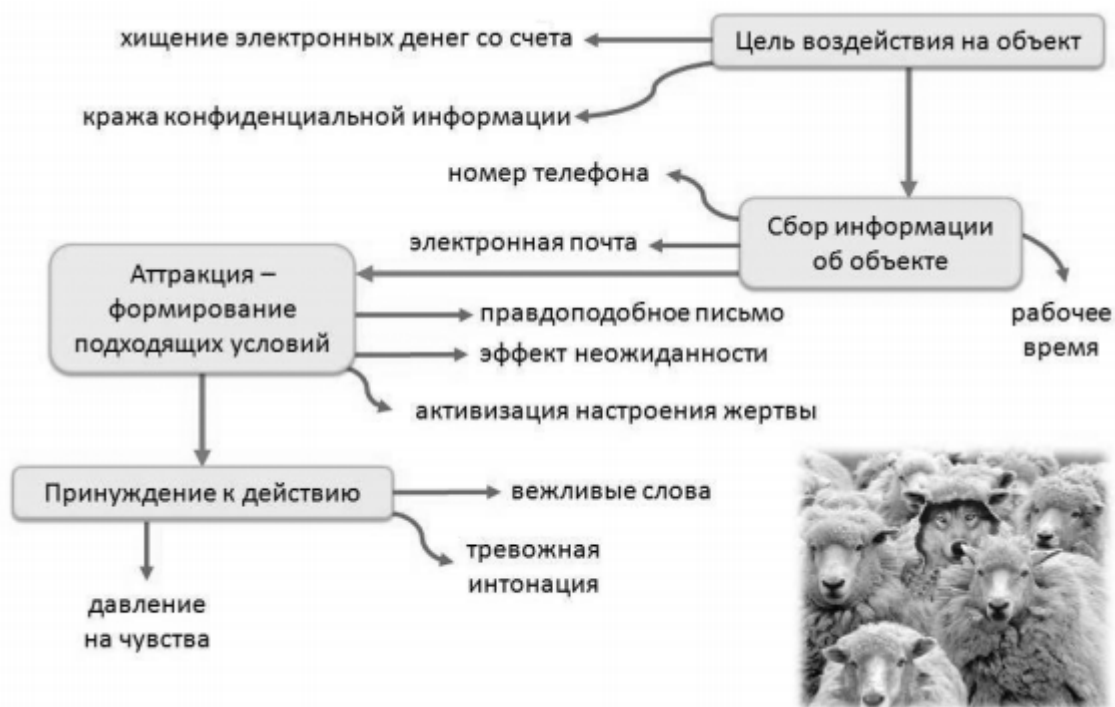 хищение электронных денег со счета
Цель воздействия на объект
кража конфиденциальной информации
номер телефона
Сбор информации
об объекте
электронная почта
рабочее
время
Аттракция –
формирование
подходящих условий
правдоподобное письмо
эффект неожиданности
активизация настроения жертвы
Принуждение к действию
вежливые слова
тревожная
интонация
давление
на чувства